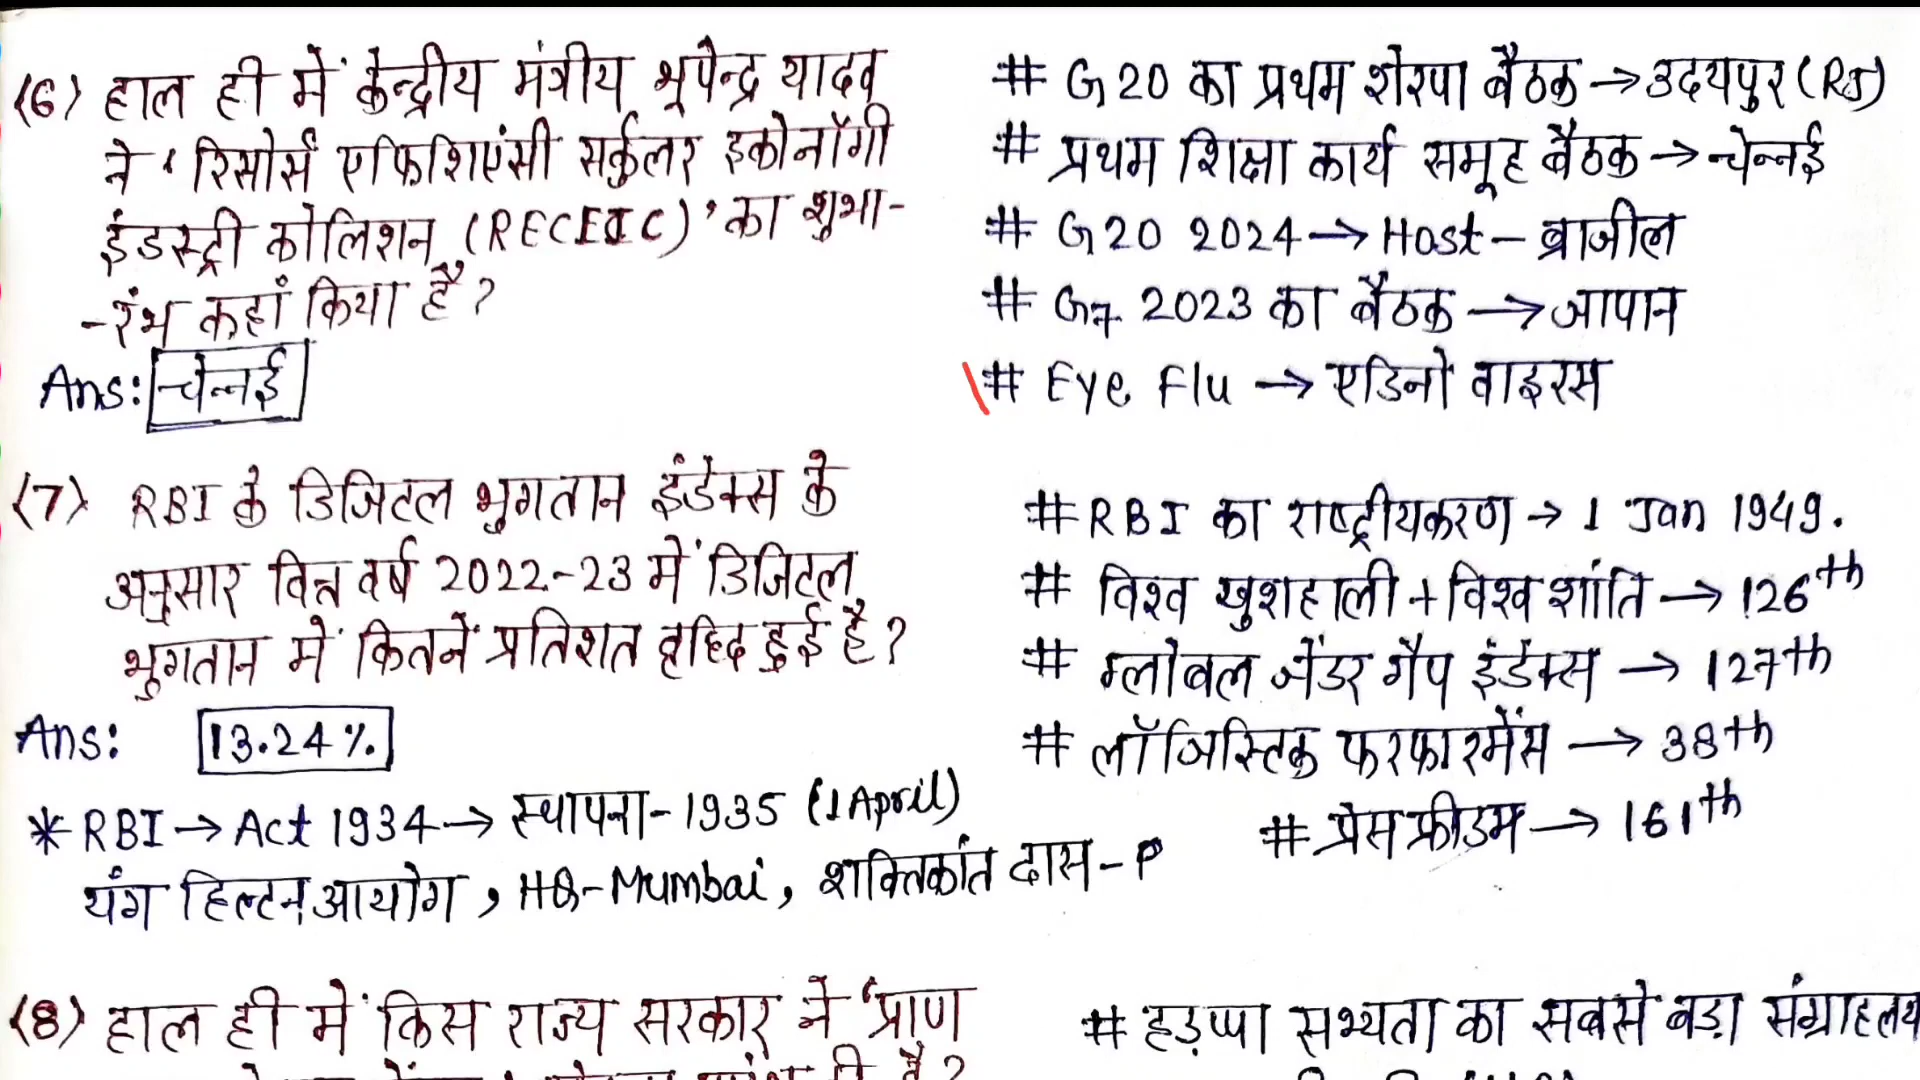 (6) हाल ही में केन्द्रीय मंत्रीय भूपेन्द्र यादव
ने 'रिसोर्स एफिशिएंसी सर्कुलर इकोनॉमी
इंडस्ट्री कोलिशन (RECEIC)' का शुभा-
-रंभ कहां किया है?
Ans: चेन्नई
# G20 का प्रथम शेरपा बैठक → उदयपुर (RJ)
# प्रथम शिक्षा कार्य समूह बैठक → चेन्नई
# G20 2024 → Host - ब्राजील
# G7 2023 का बैठक → जापान
# Eye Flu → एडिनो वाइरस
(7) RBI के डिजिटल भुगतान इंडेक्स के
अनुसार वित्त वर्ष 2022-23 में डिजिटल
भुगतान में कितनें प्रतिशत वृद्धि हुई है?
Ans: 13.24%.
* RBI → Act 1934 → स्थापना - 1935 (1 April)
यंग हिल्टन आयोग, HQ-Mumbai, शक्तिकांत दास - P
# RBI का राष्ट्रीयकरण → 1 Jan 1949.
# विश्व खुशहाली + विश्व शांति → 126th
# ग्लोबल जेंडर गैप इंडेक्स → 127th
# लॉजिस्टिक फरफारमेंस → 38th
# प्रेस फ्रीडम → 161th
(8) हाल ही में किस राज्य सरकार ने 'प्राण
# हड़प्पा सभ्यता का सबसे बड़ा संग्राहलय